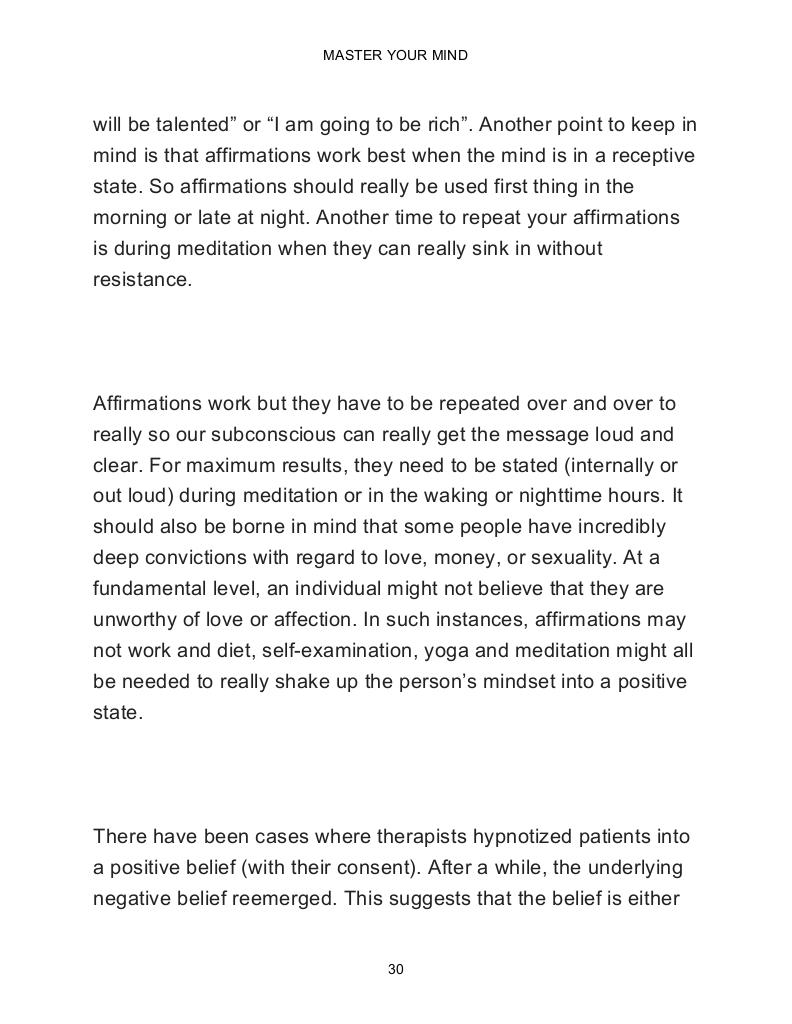 MASTER YOUR MIND
will be talented” or “I am going to be rich”. Another point to keep in
mind is that affirmations work best when the mind is in a receptive
state. So affirmations should really be used first thing in the
morning or late at night. Another time to repeat your affirmations
is during meditation when they can really sink in without
resistance.
Affirmations work but they have to be repeated over and over to
really so our subconscious can really get the message loud and
clear. For maximum results, they need to be stated (internally or
out loud) during meditation or in the waking or nighttime hours. It
should also be borne in mind that some people have incredibly
deep convictions with regard to love, money, or sexuality. At a
fundamental level, an individual might not believe that they are
unworthy of love or affection. In such instances, affirmations may
not work and diet, self-examination, yoga and meditation might all
be needed to really shake up the person’s mindset into a positive
state.
There have been cases where therapists hypnotized patients into
a positive belief (with their consent). After a while, the underlying
negative belief reemerged. This suggests that the belief is either
30